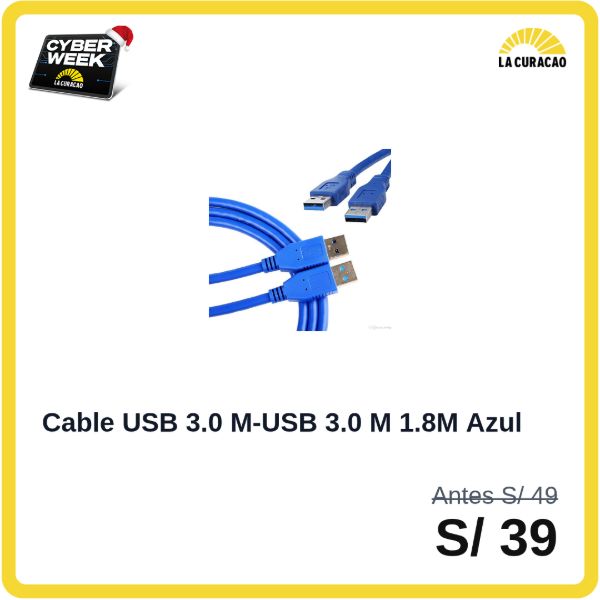 CYBER
WEEK
LA CURACAO
LA CURACAO
Cable USB 3.0 M-USB 3.0 M 1.8M Azul
Antes S/ 49
S/ 39